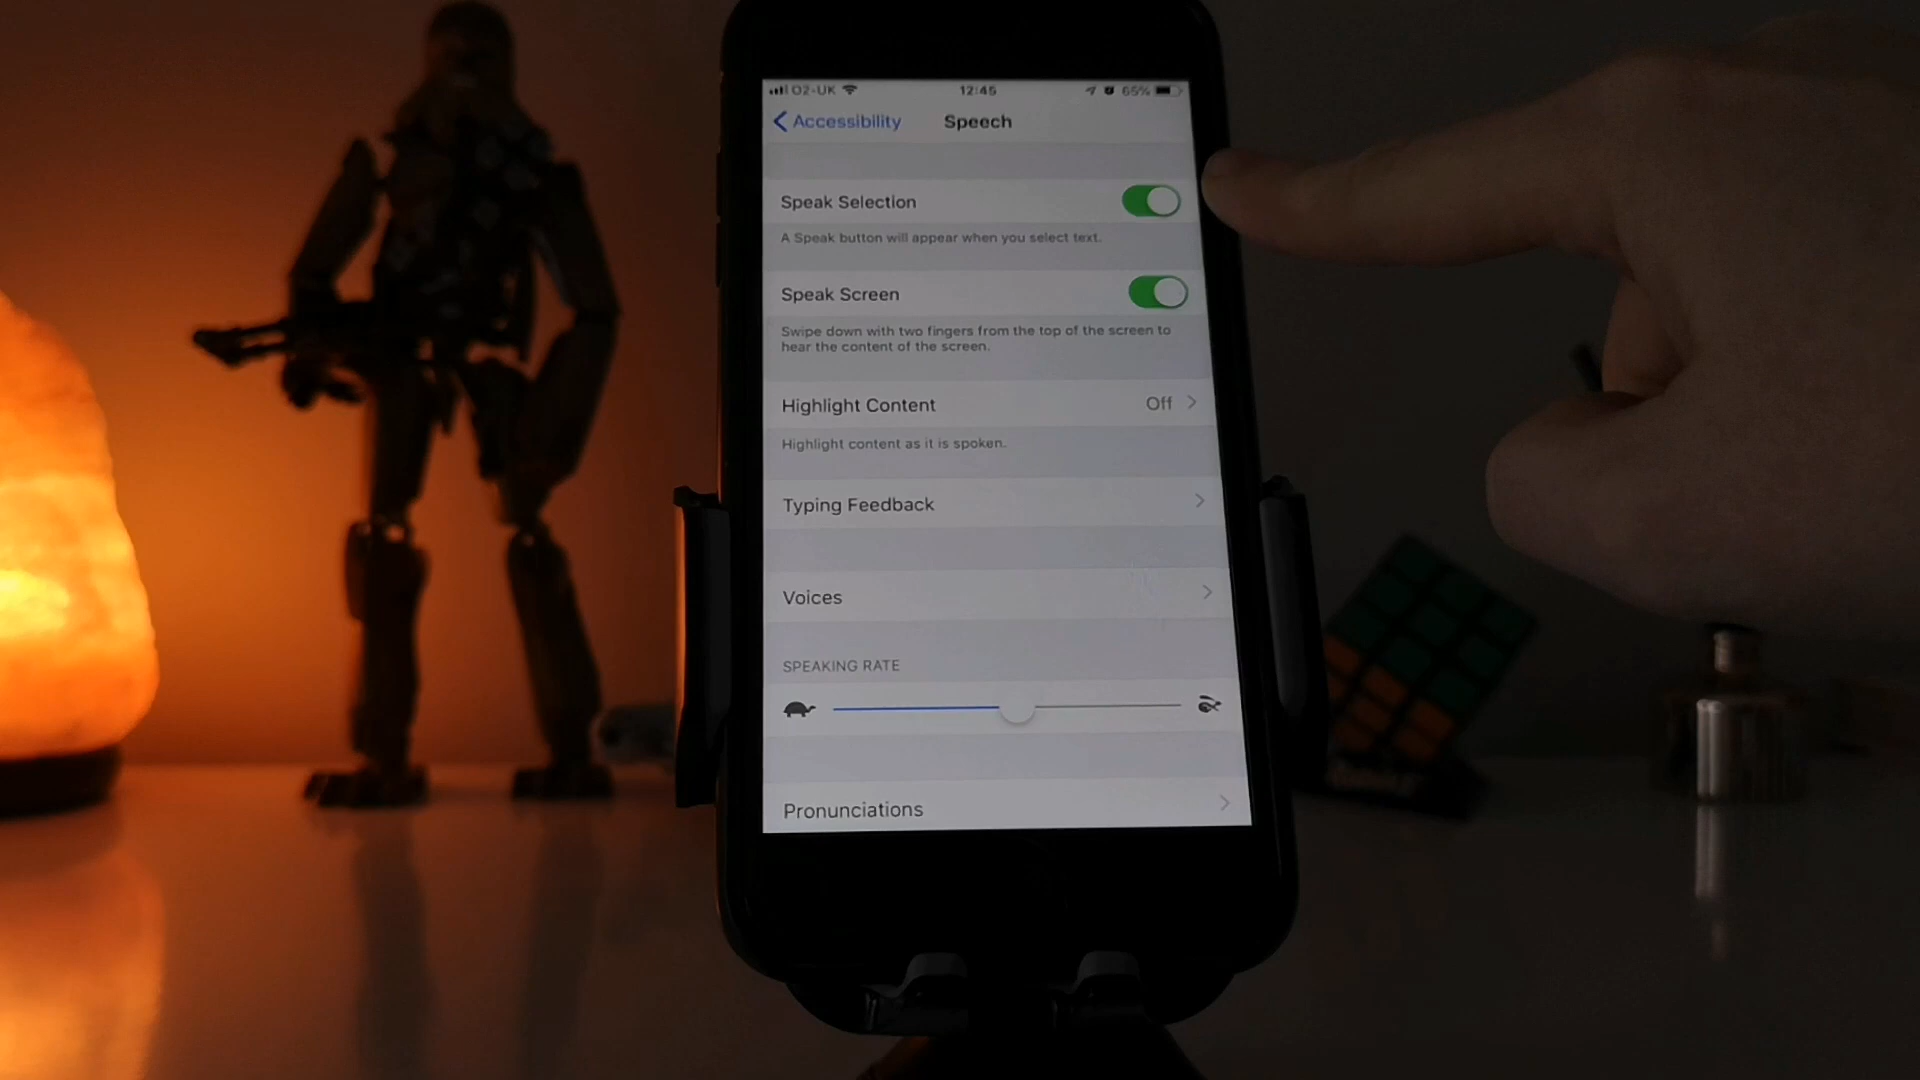 O2-UK 12:45 65%
Accessibility Speech
Speak Selection
A Speak button will appear when you select text.
Speak Screen
Swipe down with two fingers from the top of the screen to
hear the content of the screen.
Highlight Content Off
Highlight content as it is spoken.
Typing Feedback
Voices
SPEAKING RATE
Pronunciations